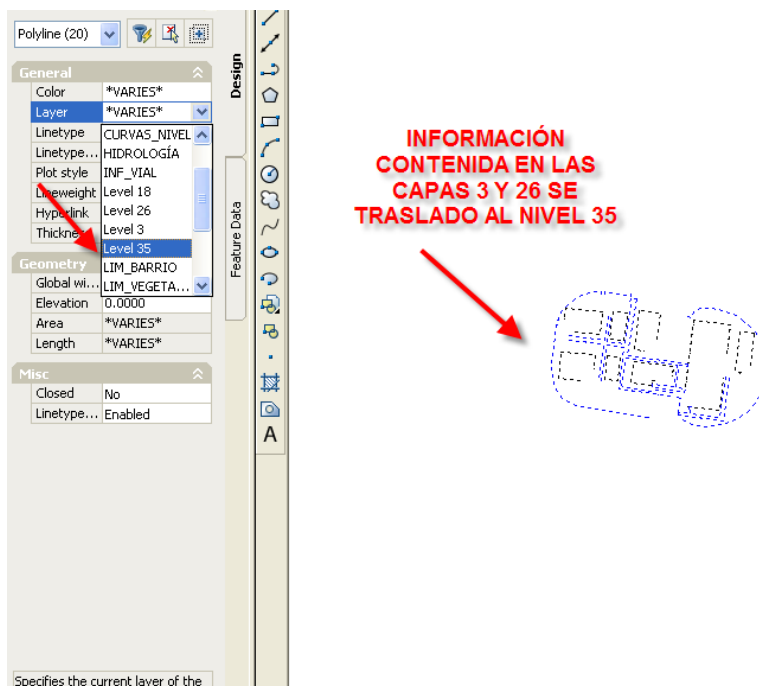 Polyline (20)
General
Color *VARIES*
Layer *VARIES*
Linetype CURVAS_NIVEL
Linetype... HIDROLOGÍA
Plot style INF_VIAL
Lineweight Level 18
Hyperlink Level 26
Thickne Level 3
Level 35
Geometry LIM_BARRIO
Global wi... LIM_VEGETA...
Elevation 0.0000
Area *VARIES*
Length *VARIES*
Misc
Closed No
Linetype... Enabled
Specifies the current layer of the
Design
Feature Data
A
INFORMACIÓN
CONTENIDA EN LAS
CAPAS 3 Y 26 SE
TRASLADO AL NIVEL 35